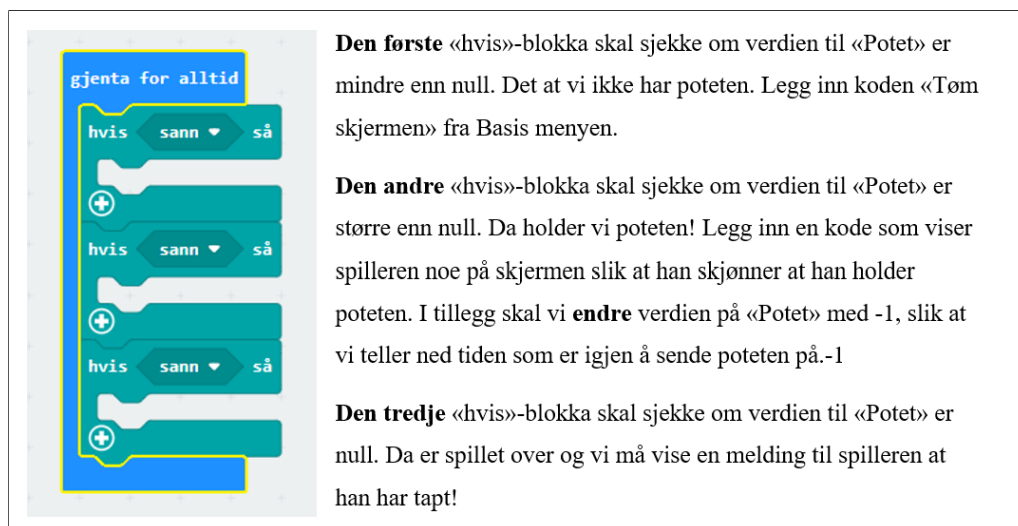 gjenta for alltid
hvis sann så
hvis sann så
hvis sann så
Den første «hvis»-blokka skal sjekke om verdien til «Potet» er
mindre enn null. Det at vi ikke har poteten. Legg inn koden «Tøm
skjermen» fra Basis menyen.
Den andre «hvis»-blokka skal sjekke om verdien til «Potet» er
større enn null. Da holder vi poteten! Legg inn en kode som viser
spilleren noe på skjermen slik at han skjønner at han holder
poteten. I tillegg skal vi endre verdien på «Potet» med -1, slik at
vi teller ned tiden som er igjen å sende poteten på.-1
Den tredje «hvis»-blokka skal sjekke om verdien til «Potet» er
null. Da er spillet over og vi må vise en melding til spilleren at
han har tapt!